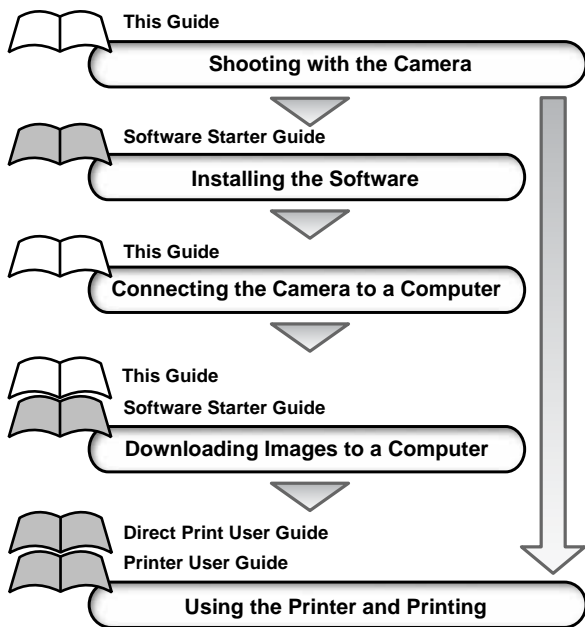 This Guide
Shooting with the Camera
Software Starter Guide
Installing the Software
This Guide
Connecting the Camera to a Computer
This Guide
Software Starter Guide
Downloading Images to a Computer
Direct Print User Guide
Printer User Guide
Using the Printer and Printing